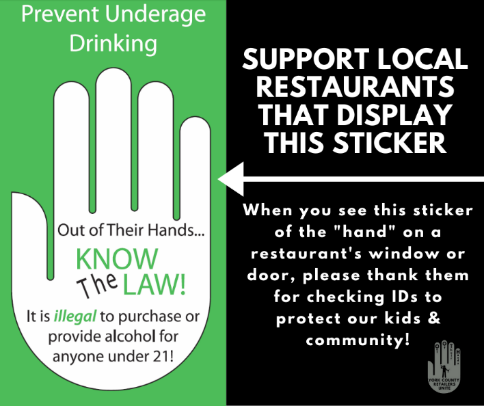 Prevent Underage
Drinking
Out of Their Hands...
KNOW
The LAW!
It is illegal to purchase or
provide alcohol for
anyone under 21!
SUPPORT LOCAL
RESTAURANTS
THAT DISPLAY
THIS STICKER
When you see this sticker
of the "hand" on a
restaurant's window or
door, please thank them
for checking IDs to
protect our kids &
community!
COUNTY
RETAILERS